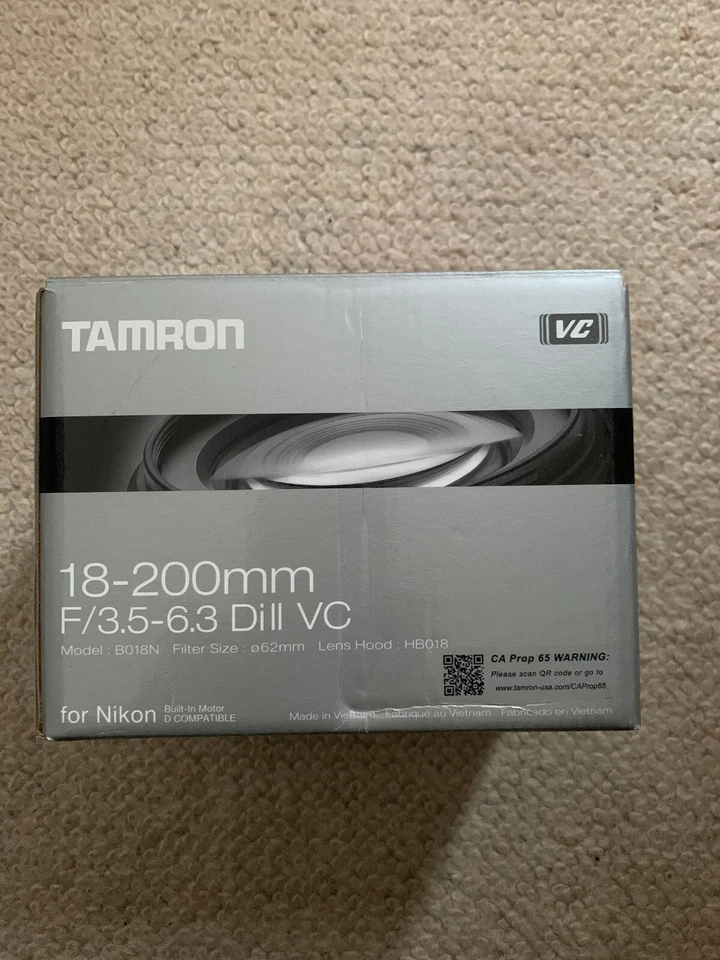 TAMRON
VC
18-200mm
F/3.5-6.3 Di II VC
Model : B018N Filter Size : ø62mm Lens Hood : HB018
CA Prop 65 WARNING:
Please scan QR code or go to
www.tamron-usa.com/CAProp65
for Nikon Built-In Motor
D COMPATIBLE
Made in Vietnam Fabriqué au Vietnam Fabricado en Vietnam